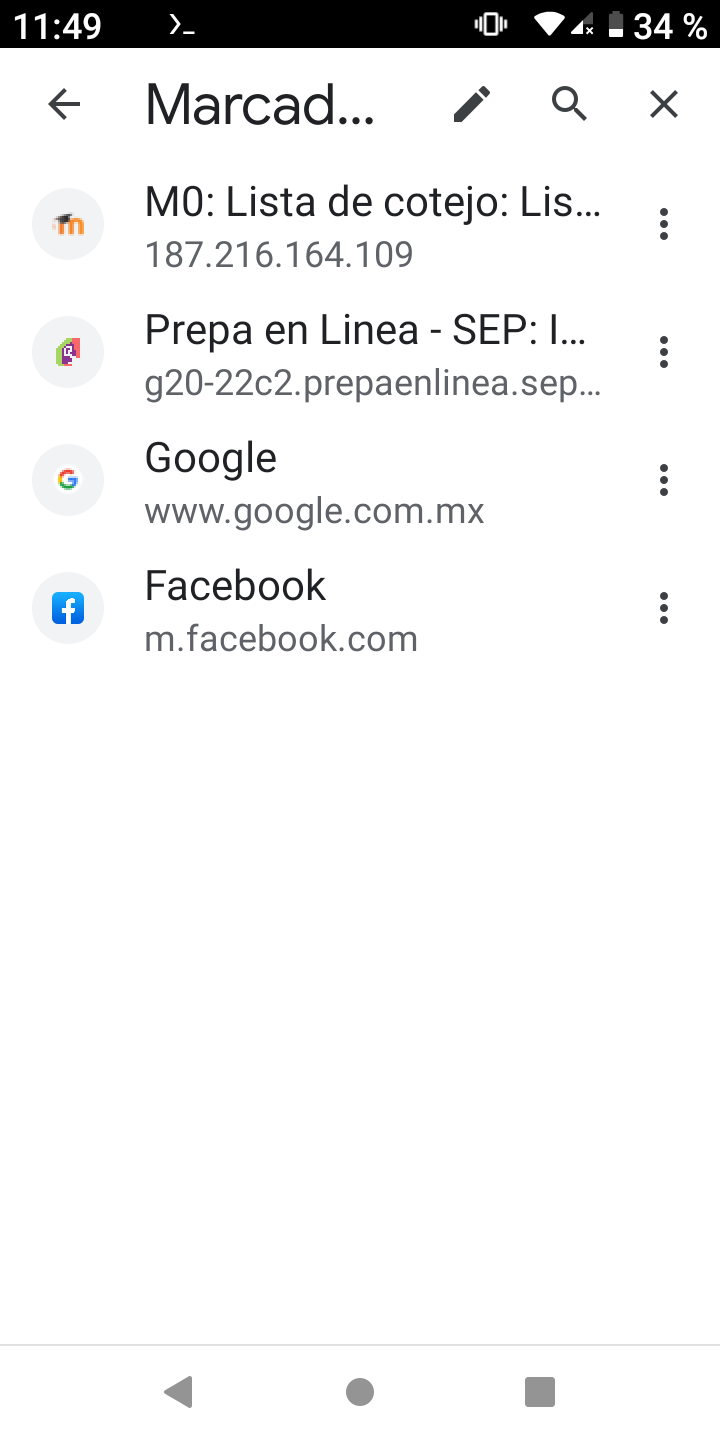 11:49 34 %
Marcad...
M0: Lista de cotejo: Lis...
187.216.164.109
Prepa en Linea - SEP: I...
g20-22c2.prepaenlinea.sep...
Google
www.google.com.mx
Facebook
m.facebook.com